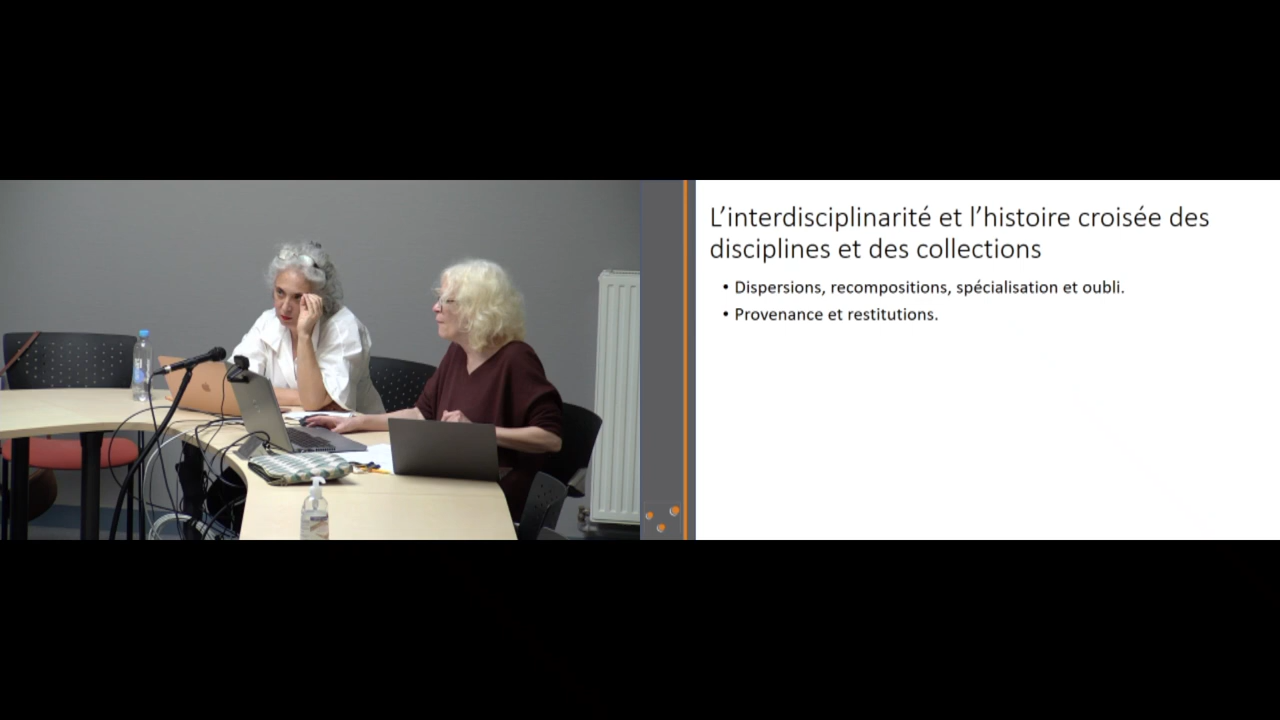 L’interdisciplinarité et l’histoire croisée des
disciplines et des collections
• Dispersions, recompositions, spécialisation et oubli.
• Provenance et restitutions.